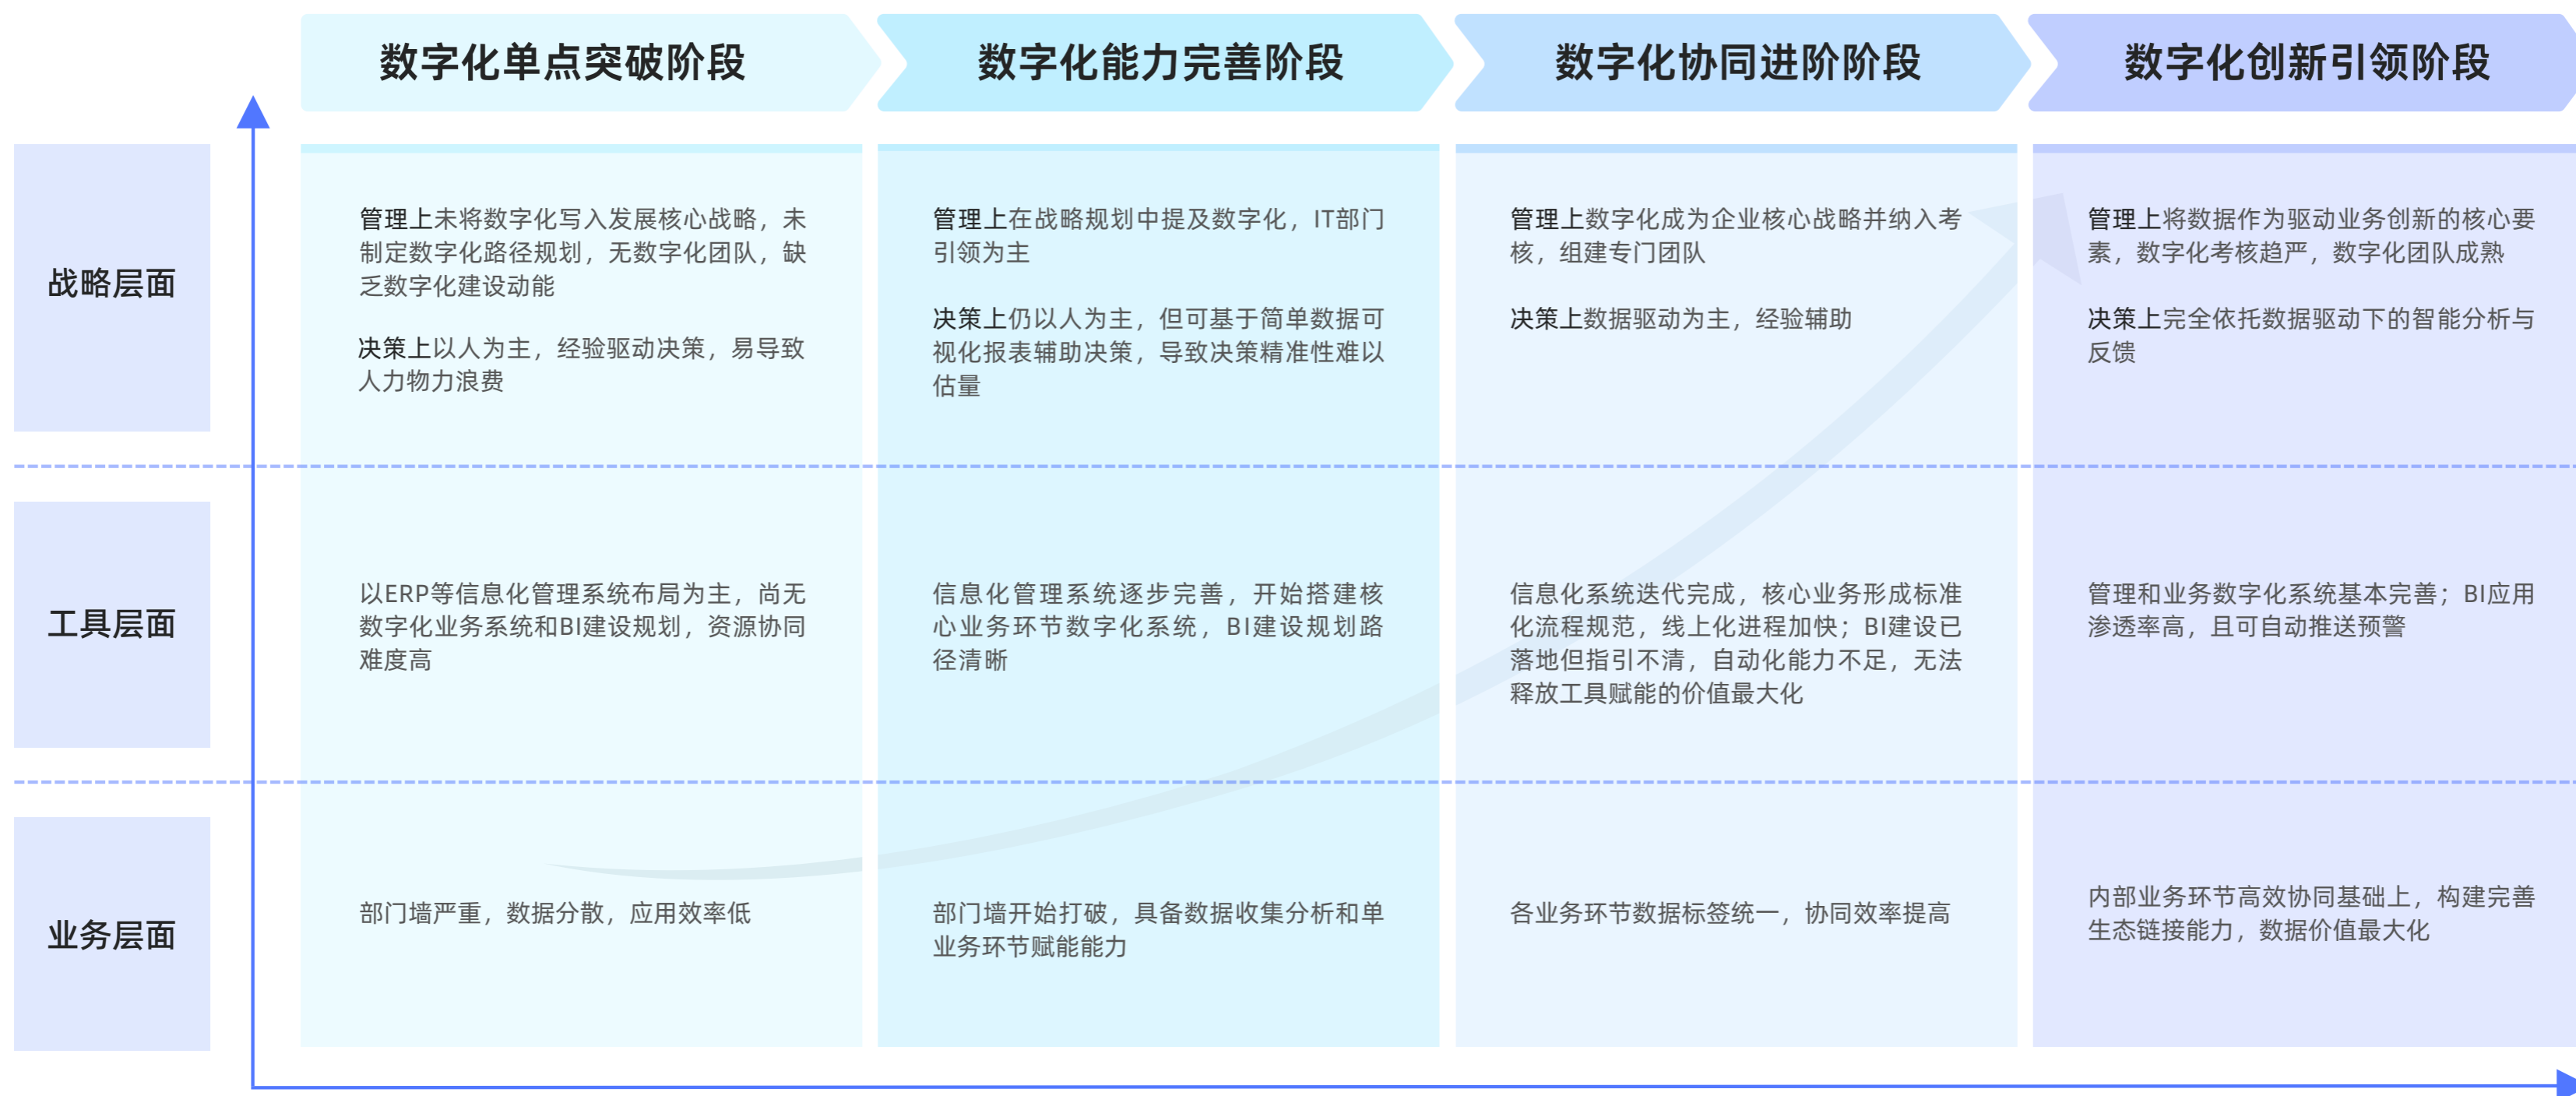 数字化单点突破阶段
数字化能力完善阶段
数字化协同进阶阶段
数字化创新引领阶段
战略层面
管理上未将数字化写入发展核心战略，未
制定数字化路径规划，无数字化团队，缺
乏数字化建设动能
决策上以人为主，经验驱动决策，易导致
人力物力浪费
管理上在战略规划中提及数字化，IT部门
引领为主
决策上仍以人为主，但可基于简单数据可
视化报表辅助决策，导致决策精准性难以
估量
管理上数字化成为企业核心战略并纳入考
核，组建专门团队
决策上数据驱动为主，经验辅助
管理上将数据作为驱动业务创新的核心要
素，数字化考核趋严，数字化团队成熟
决策上完全依托数据驱动下的智能分析与
反馈
工具层面
以ERP等信息化管理系统布局为主，尚无
数字化业务系统和BI建设规划，资源协同
难度高
信息化管理系统逐步完善，开始搭建核
心业务环节数字化系统，BI建设规划路
径清晰
信息化系统迭代完成，核心业务形成标准
化流程规范，线上化进程加快；BI建设已
落地但指引不清，自动化能力不足，无法
释放工具赋能的价值最大化
管理和业务数字化系统基本完善；BI应用
渗透率高，且可自动推送预警
业务层面
部门墙严重，数据分散，应用效率低
部门墙开始打破，具备数据收集分析和单
业务环节赋能能力
各业务环节数据标签统一，协同效率提高
内部业务环节高效协同基础上，构建完善
生态链接能力，数据价值最大化